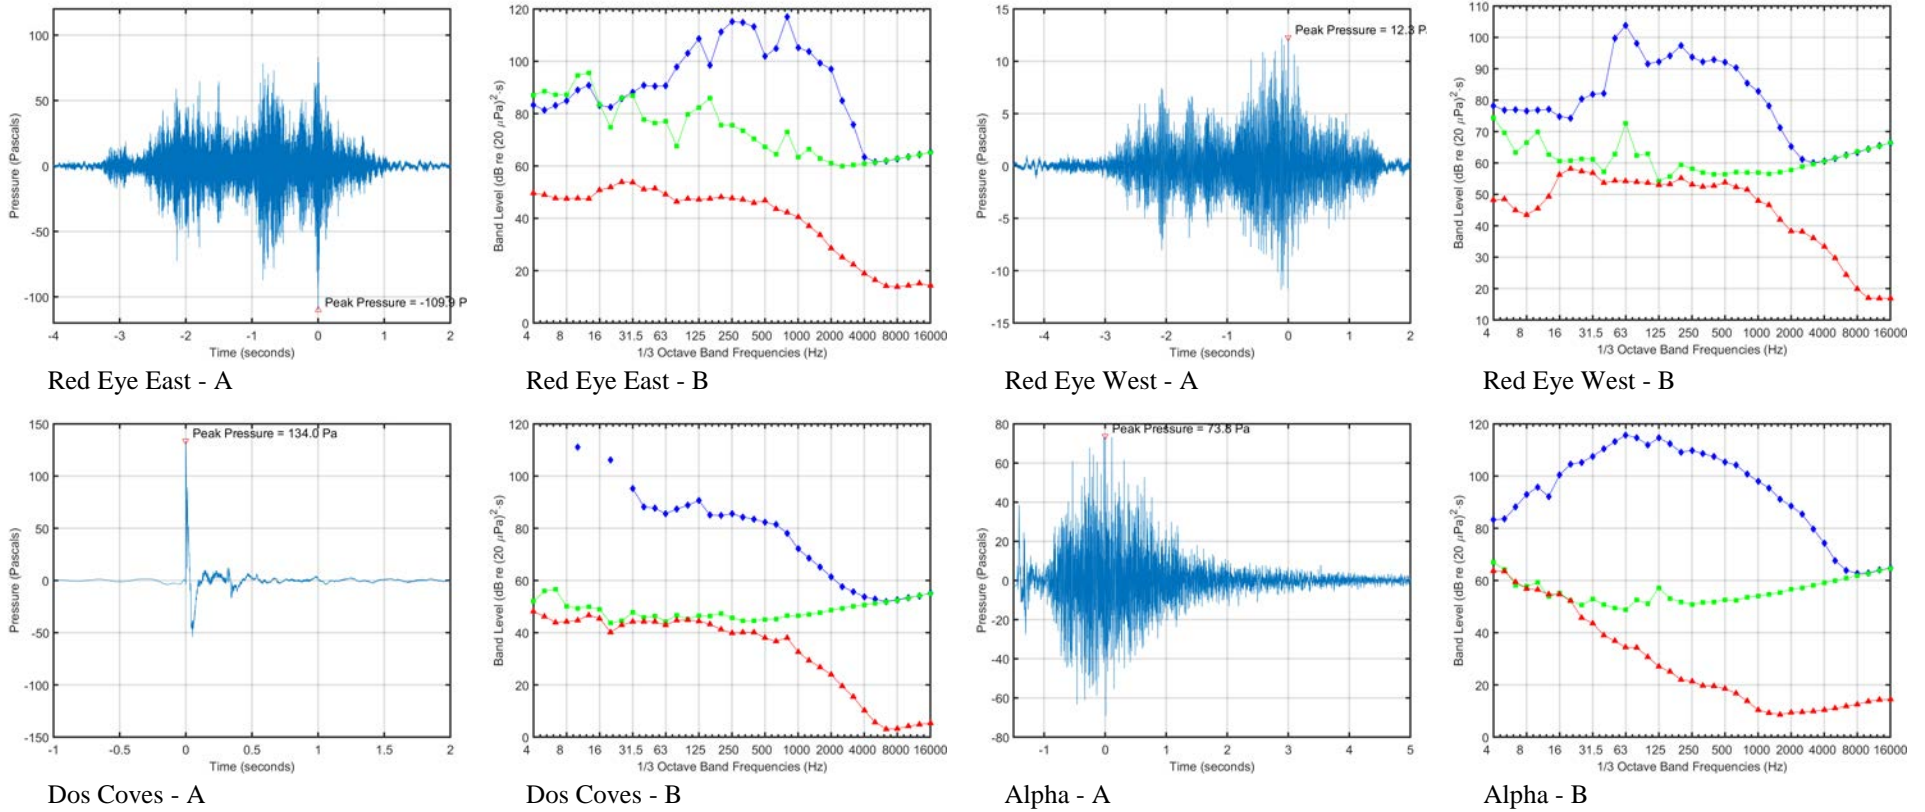 100
50
0
-50
-100
Pressure (Pascals)
Peak Pressure = -109.9 P
-4 -3 -2 -1 0 1 2
Time (seconds)
Red Eye East - A
120
100
80
60
40
20
0
Band Level (dB re (20 μPa)²·s)
4 8 16 31.5 63 125 250 500 1000 2000 4000 8000 16000
1/3 Octave Band Frequencies (Hz)
Red Eye East - B
15
10
5
0
-5
-10
-15
Pressure (Pascals)
Peak Pressure = 12.3 P
-4 -3 -2 -1 0 1 2
Time (seconds)
Red Eye West - A
110
100
90
80
70
60
50
40
30
20
10
Band Level (dB re (20 μPa)²·s)
4 8 16 31.5 63 125 250 500 1000 2000 4000 8000 16000
1/3 Octave Band Frequencies (Hz)
Red Eye West - B
150
100
50
0
-50
-100
-150
Pressure (Pascals)
Peak Pressure = 134.0 Pa
-1 -0.5 0 0.5 1 1.5 2
Time (seconds)
Dos Coves - A
120
100
80
60
40
20
0
Band Level (dB re (20 μPa)²·s)
4 8 16 31.5 63 125 250 500 1000 2000 4000 8000 16000
1/3 Octave Band Frequencies (Hz)
Dos Coves - B
80
60
40
20
0
-20
-40
-60
-80
Pressure (Pascals)
Peak Pressure = 73.8 Pa
-1 0 1 2 3 4 5
Time (seconds)
Alpha - A
120
100
80
60
40
20
0
Band Level (dB re (20 μPa)²·s)
4 8 16 31.5 63 125 250 500 1000 2000 4000 8000 16000
1/3 Octave Band Frequencies (Hz)
Alpha - B